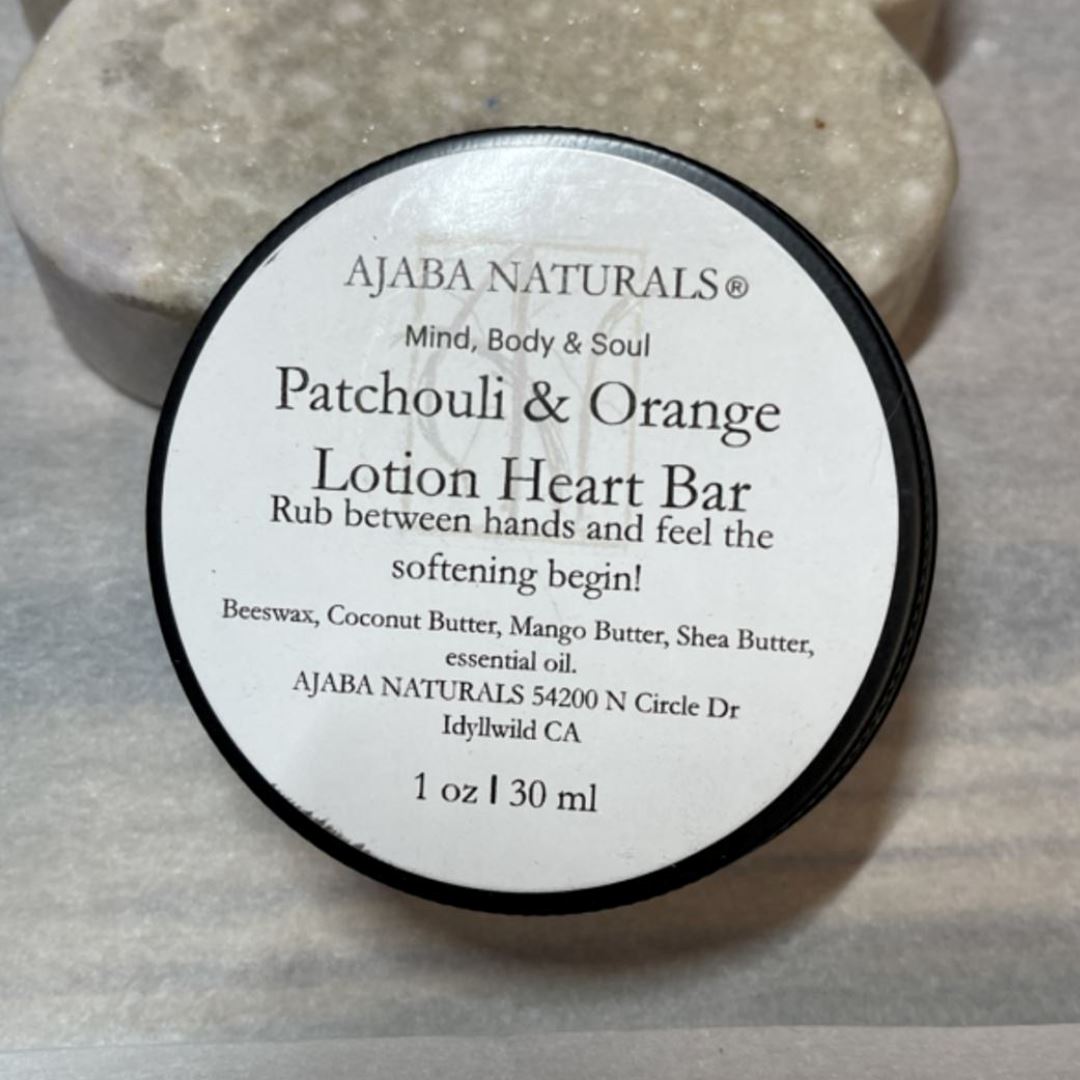 AJABA NATURALS®
Mind, Body & Soul
Patchouli & Orange
Lotion Heart Bar
Rub between hands and feel the
softening begin!
Beeswax, Coconut Butter, Mango Butter, Shea Butter,
essential oil.
AJABA NATURALS 54200 N Circle Dr
Idyllwild CA
1 oz | 30 ml